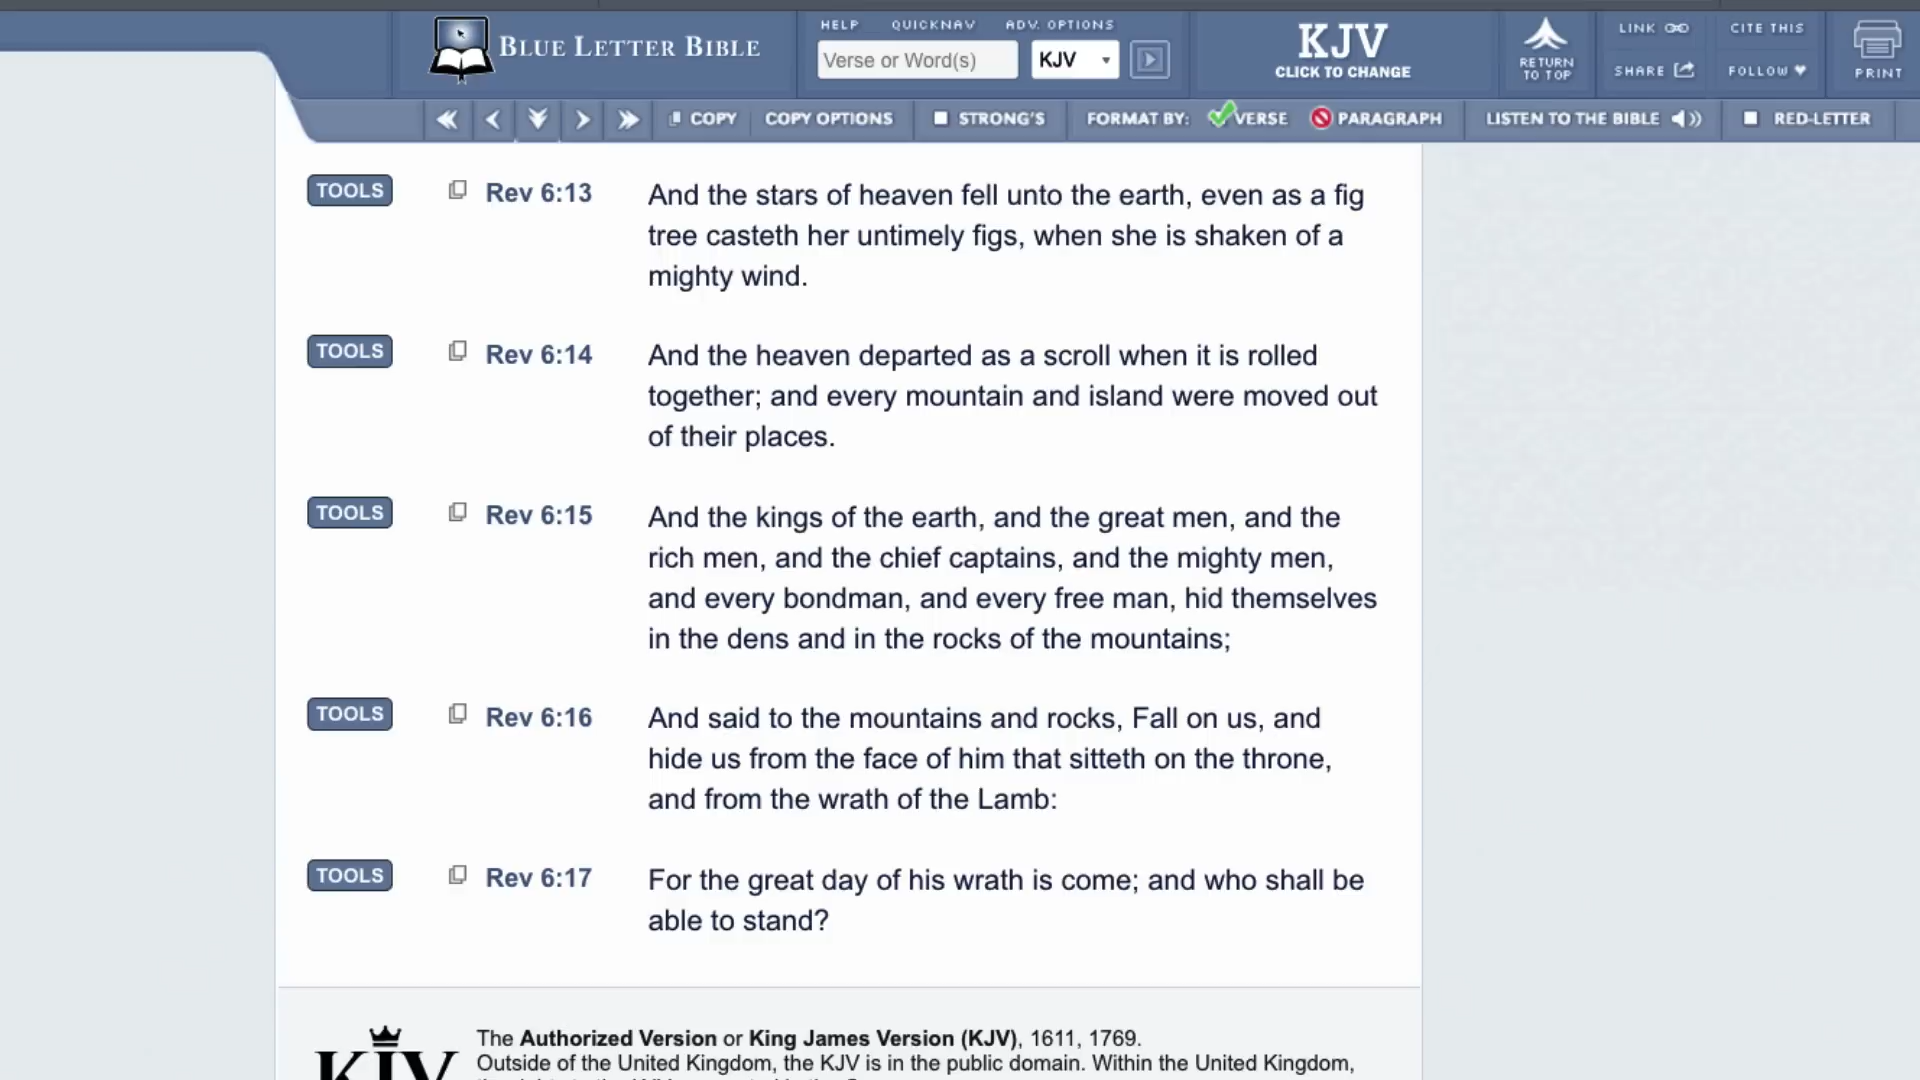 BLUE LETTER BIBLE
HELP QUICKNAV ADV. OPTIONS
Verse or Word(s) KJV
KJV
CLICK TO CHANGE
RETURN
TO TOP
LINK CITE THIS
SHARE FOLLOW
PRINT
COPY COPY OPTIONS STRONG'S FORMAT BY: VERSE PARAGRAPH LISTEN TO THE BIBLE RED-LETTER
TOOLS Rev 6:13 And the stars of heaven fell unto the earth, even as a fig
tree casteth her untimely figs, when she is shaken of a
mighty wind.
TOOLS Rev 6:14 And the heaven departed as a scroll when it is rolled
together; and every mountain and island were moved out
of their places.
TOOLS Rev 6:15 And the kings of the earth, and the great men, and the
rich men, and the chief captains, and the mighty men,
and every bondman, and every free man, hid themselves
in the dens and in the rocks of the mountains;
TOOLS Rev 6:16 And said to the mountains and rocks, Fall on us, and
hide us from the face of him that sitteth on the throne,
and from the wrath of the Lamb:
TOOLS Rev 6:17 For the great day of his wrath is come; and who shall be
able to stand?
KJV
The Authorized Version or King James Version (KJV), 1611, 1769.
Outside of the United Kingdom, the KJV is in the public domain. Within the United Kingdom,